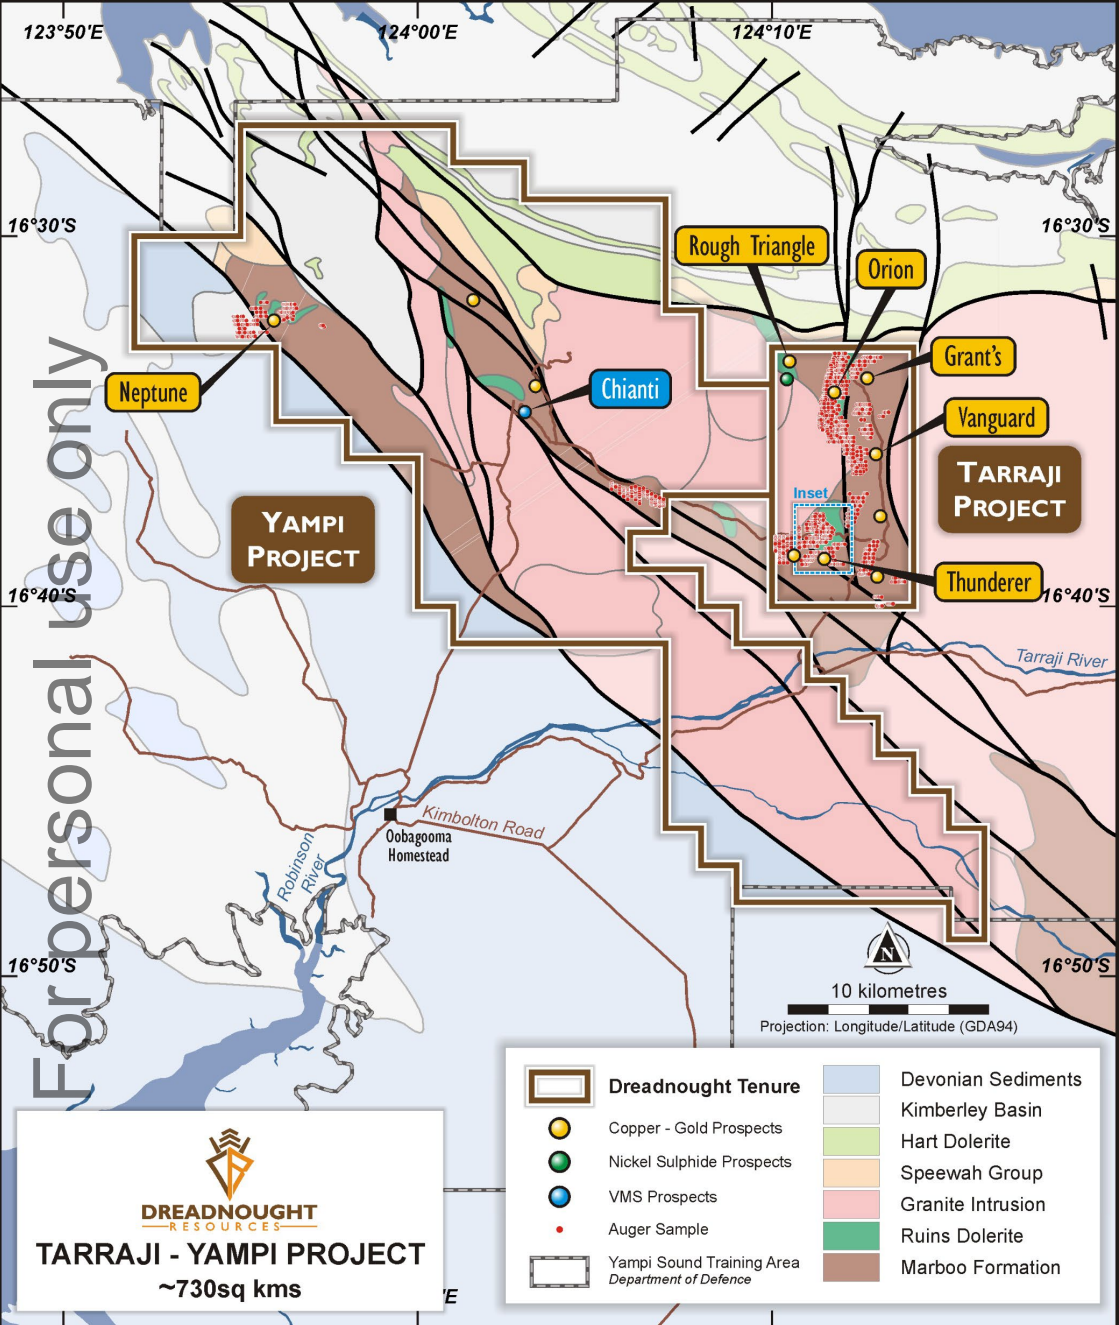 123°50'E
124°00'E
124°10'E
16°30'S
16°30'S
Rough Triangle
Orion
Grant's
Neptune
Chianti
Vanguard
TARRAJI
PROJECT
Inset
YAMPI
PROJECT
Thunderer
16°40'S
16°40'S
Tarraji River
Kimbolton Road
Oobagooma
Homestead
Robinson
River
16°50'S
16°50'S
N
10 kilometres
Projection: Longitude/Latitude (GDA94)
For personal use only
Dreadnought Tenure
Copper - Gold Prospects
Nickel Sulphide Prospects
VMS Prospects
Auger Sample
Yampi Sound Training Area
Department of Defence
Devonian Sediments
Kimberley Basin
Hart Dolerite
Speewah Group
Granite Intrusion
Ruins Dolerite
Marboo Formation
DREADNOUGHT
RESOURCES
TARRAJI - YAMPI PROJECT
~730sq kms
'E